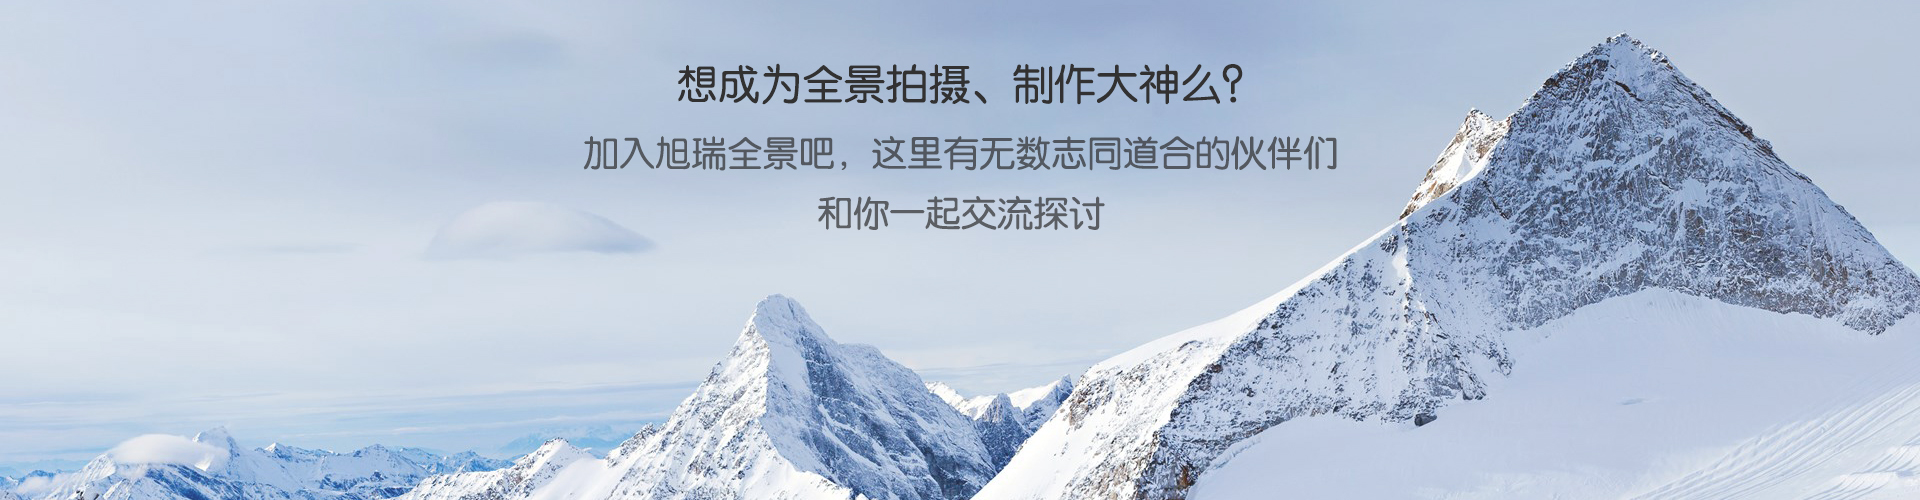 想成为全景拍摄、制作大神么？
加入旭瑞全景吧，这里有无数志同道合的伙伴们
和你一起交流探讨